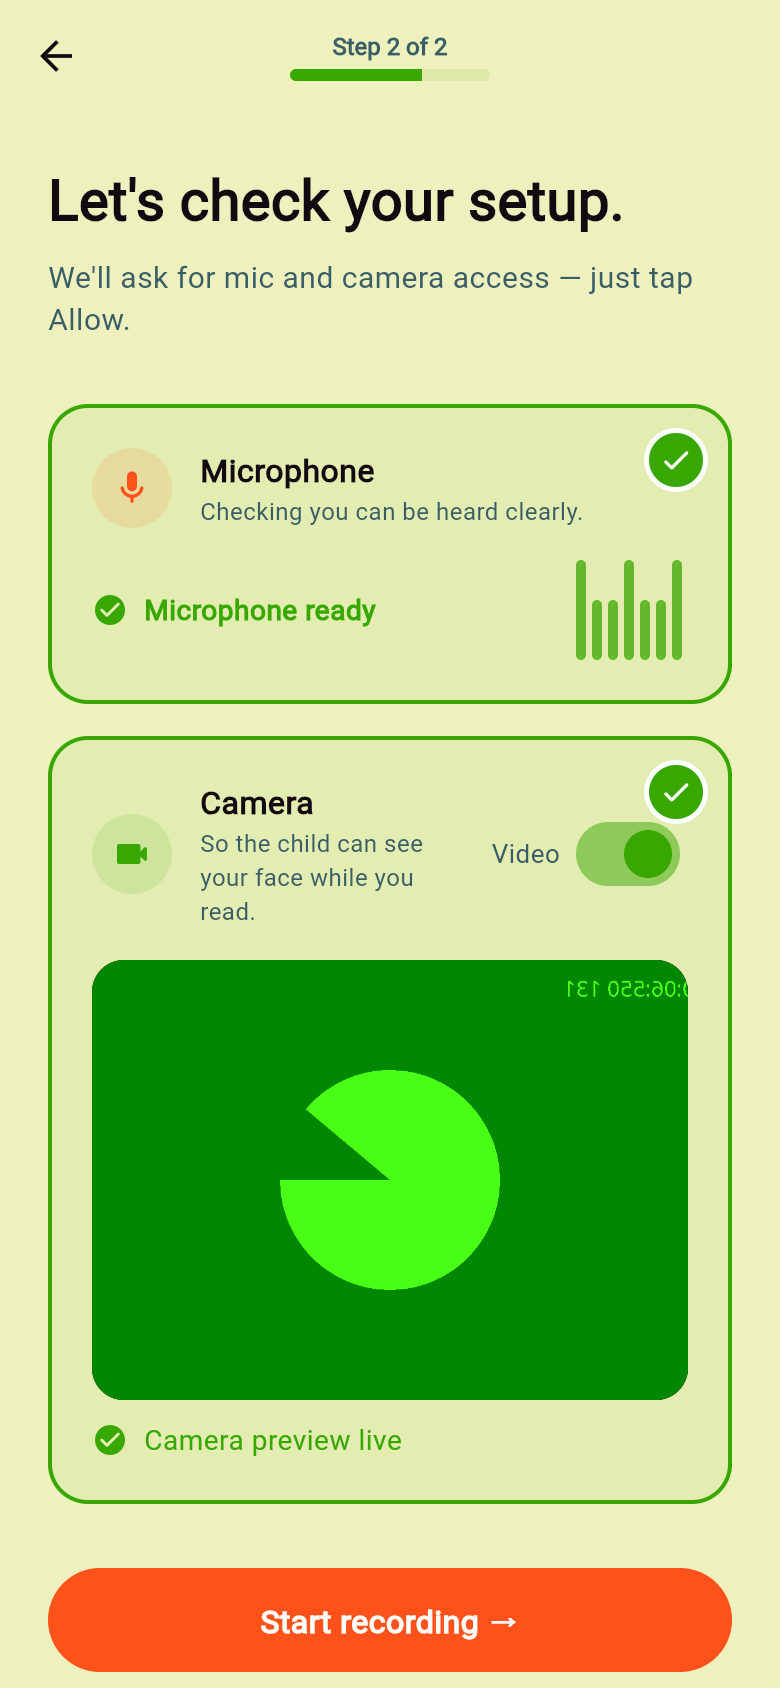 Step 2 of 2
Let's check your setup.
We'll ask for mic and camera access — just tap
Allow.
Microphone
Checking you can be heard clearly.
Microphone ready
Camera
So the child can see
your face while you
read.
Video
Camera preview live
Start recording →